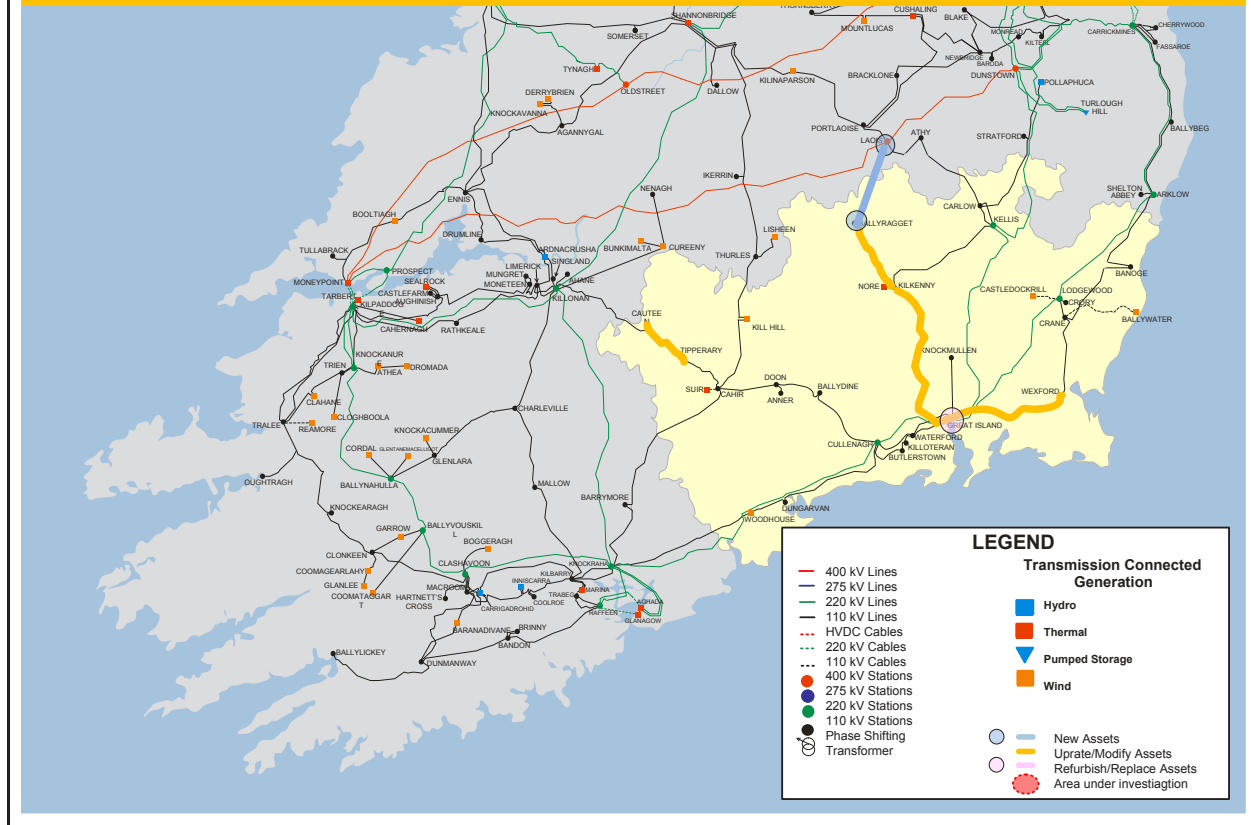 THORNSBERRY
CUSHALING
SHANNONBRIDGE
BLAKE
CHERRYWOOD
MOUNTLUCAS
CARRICKMINES
SOMERSET
MONREAD
KILTEEL
FASSAROE
NEWBRIDGE
BARODA
TYNAGH
KILINAPARSON
BRACKLONE
DUNSTOWN
POLLAPHUCA
OLDSTREET
DALLOW
DERRYBRIEN
KNOCKAVANNA
TURLOUGH
HILL
AGANNYGAL
PORTLAOISE
ATHY
STRATFORD
BALLYBEG
LAOIS
IKERRIN
NENAGH
SHELTON
ABBEY
ARKLOW
ENNIS
CARLOW
BOOLTIAGH
KELLIS
ALLYRAGGET
DRUMLINE
LISHEEN
ARDNACRUSHA
BUNKIMALTA
CUREENY
TULLABRACK
SINGLAND
LIMERICK
THURLES
PROSPECT
MUNGRET
AHANE
BANOGE
MONEYPOINT
SEALROCK
MONETEEN
NORE
KILKENNY
CASTLEDOCKRILL
LODGEWOOD
TARBERT
CASTLEFARM
AUGHINISH
KILLONAN
CRORY
KILPADDOG
E
CAHERNAGH
RATHKEALE
CAUTEE
N
KILL HILL
CRANE
BALLYWATER
KNOCKANUR
E
TIPPERARY
KNOCKMULLEN
TRIEN
ATHEA
DROMADA
DOON
SUIR
CAHIR
BALLYDINE
WEXFORD
ANNER
CLAHANE
CHARLEVILLE
CLOGHBOOLA
TRALEE
REAMORE
GREAT ISLAND
KNOCKACUMMER
WATERFORD
CULLENAGH
KILLOTERAN
CORDAL
BUTLERSTOWN
GLENLARA
OUGHTRAGH
BALLYNAHULLA
MALLOW
BARRYMORE
DUNGARVAN
KNOCKEARAGH
WOODHOUSE
GARROW
BALLYVOUSKIL
L
BOGGERAGH
CLONKEEN
CLASHAVOON
KNOCKRAHA
COOMAGEARLAHY
KILBARRY
GLANLEE
MACROOM
INNISCARRA
MARINA
COOMATAGGAR
T
HARTNETT'S
CROSS
TRABEG
COOLROE
AGHADA
CARRIGADROHID
RAFFEEN
GLANAGOW
BARANADIVANE
BRINNY
BANDON
BALLYLICKEY
DUNMANWAY
LEGEND
400 kV Lines
275 kV Lines
220 kV Lines
110 kV Lines
HVDC Cables
220 kV Cables
110 kV Cables
400 kV Stations
275 kV Stations
220 kV Stations
110 kV Stations
Phase Shifting
Transformer
Transmission Connected
Generation
Hydro
Thermal
Pumped Storage
Wind
New Assets
Uprate/Modify Assets
Refurbish/Replace Assets
Area under investiagtion